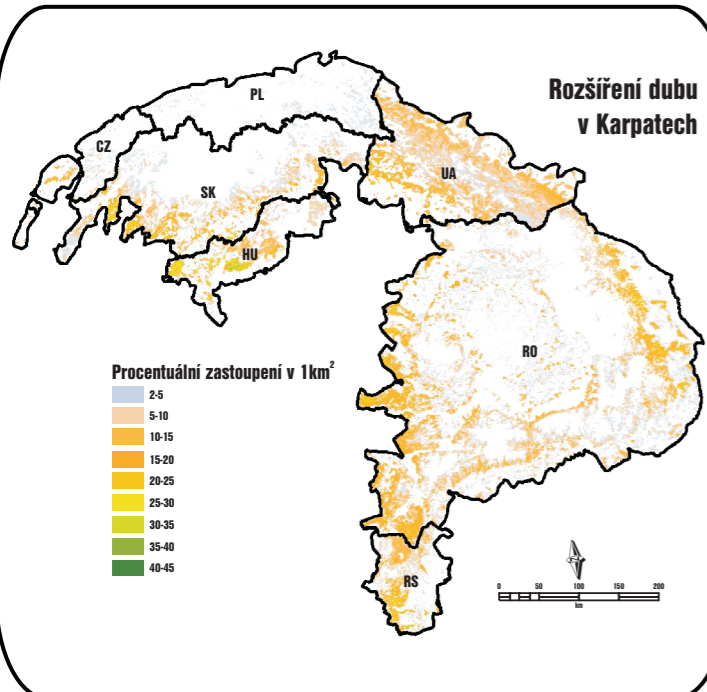 Rozšíření dubu
v Karpatech
PL
CZ
SK
UA
HU
RO
RS
Procentuální zastoupení v 1km²
2-5
5-10
10-15
15-20
20-25
25-30
30-35
35-40
40-45
0 50 100 150 200
km